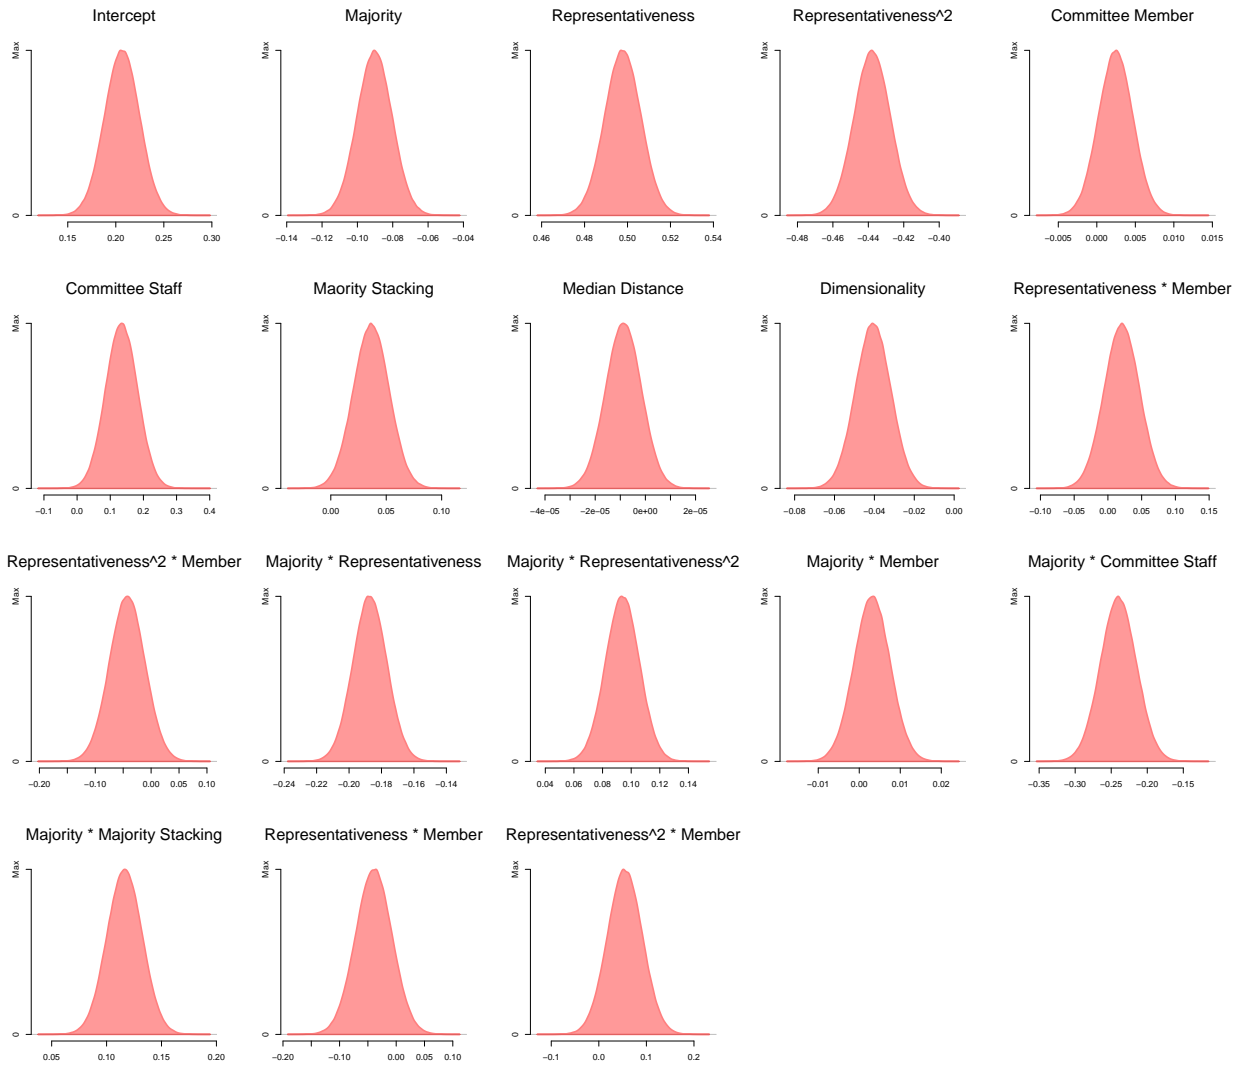 Intercept Majority Representativeness Representativeness^2 Committee Member
Max Max Max Max Max
0 0 0 0 0
0.15 0.20 0.25 0.30 −0.14 −0.12 −0.10 −0.08 −0.06 −0.04 0.46 0.48 0.50 0.52 0.54 −0.48 −0.46 −0.44 −0.42 −0.40 −0.005 0.000 0.005 0.010 0.015
Committee Staff Maority Stacking Median Distance Dimensionality Representativeness * Member
Max Max Max Max Max
0 0 0 0 0
−0.1 0.0 0.1 0.2 0.3 0.4 0.00 0.05 0.10 −4e−05 −2e−05 0e+00 2e−05 −0.08 −0.06 −0.04 −0.02 0.00 −0.10 −0.05 0.00 0.05 0.10 0.15
Representativeness^2 * Member Majority * Representativeness Majority * Representativeness^2 Majority * Member Majority * Committee Staff
Max Max Max Max Max
0 0 0 0 0
−0.20 −0.10 0.00 0.05 0.10 −0.24 −0.22 −0.20 −0.18 −0.16 −0.14 0.04 0.06 0.08 0.10 0.12 0.14 −0.01 0.00 0.01 0.02 −0.35 −0.30 −0.25 −0.20 −0.15
Majority * Majority Stacking Representativeness * Member Representativeness^2 * Member
Max Max Max
0 0 0
0.05 0.10 0.15 0.20 −0.20 −0.10 0.00 0.05 0.10 −0.1 0.0 0.1 0.2